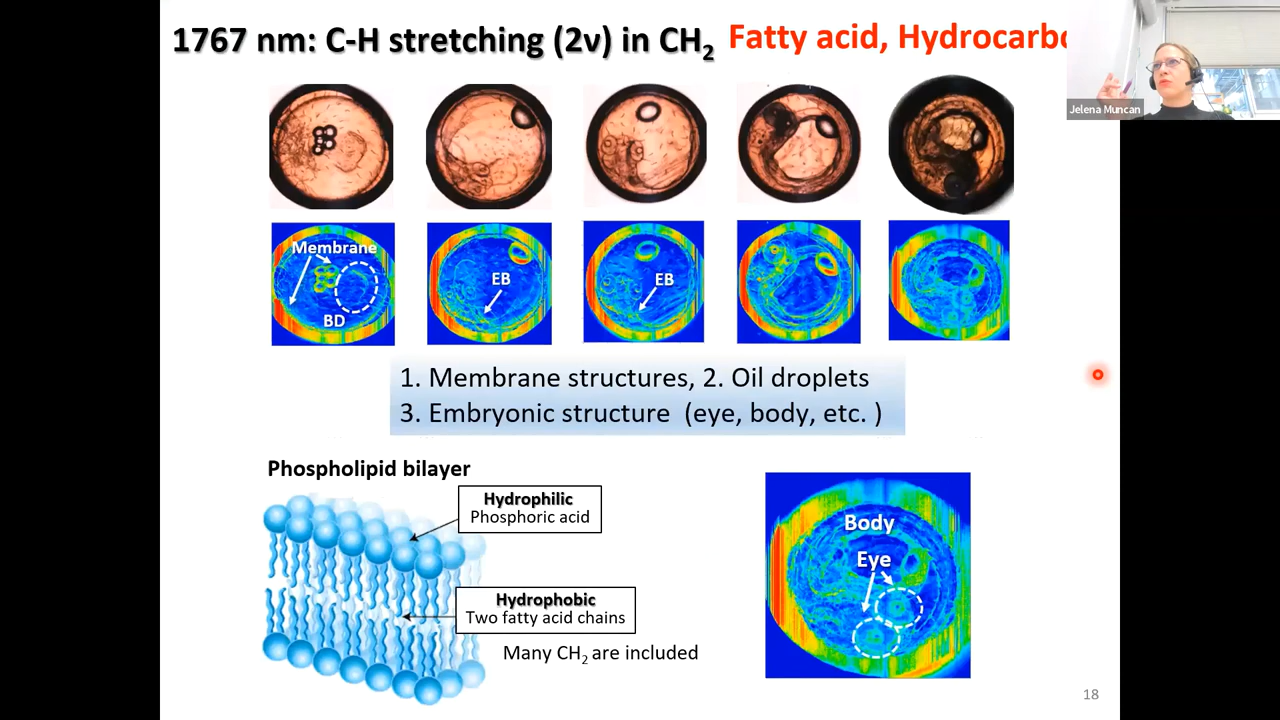 1767 nm: C-H stretching (2ν) in CH₂ Fatty acid, Hydrocarbo
Jelena Muncan
Membrane
BD
EB
EB
1. Membrane structures, 2. Oil droplets
3. Embryonic structure (eye, body, etc. )
Phospholipid bilayer
Hydrophilic
Phosphoric acid
Hydrophobic
Two fatty acid chains
Many CH₂ are included
Body
Eye
18